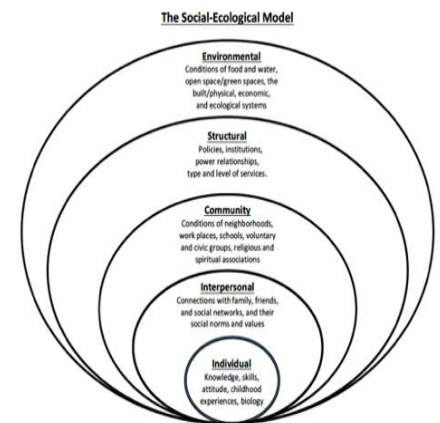 The Social-Ecological Model
Environmental
Conditions of food and water,
open space/green spaces, the
built/physical, economic,
and ecological systems
Structural
Policies, institutions,
power relationships,
type and level of services.
Community
Conditions of neighborhoods,
work places, schools, voluntary
and civic groups, religious and
spiritual associations
Interpersonal
Connections with family, friends,
and social networks, and their
social norms and values
Individual
Knowledge, skills,
attitude, childhood
experiences, biology